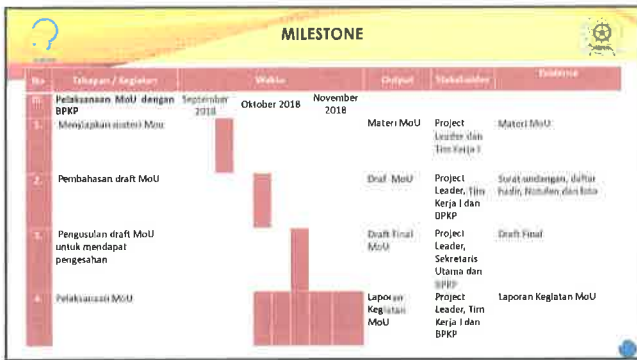 MILESTONE
No Tahapan / Kegiatan Waktu Output Stakeholder Evidence
III. Pelaksanaan MoU dengan BPKP September 2018 Oktober 2018 November 2018
1. Menyiapkan materi Mou Materi MoU Project Leader dan Tim Kerja I Materi MoU
2. Pembahasan draft MoU Draf MoU Project Leader, Tim Kerja I dan BPKP Surat undangan, daftar hadir, Notulen dan foto
3. Pengusulan draft MoU untuk mendapat pengesahan Draft Final MoU Project Leader, Sekretaris Utama dan BPKP Draft Final
4. Pelaksanaan MoU Laporan Kegiatan MoU Project Leader, Tim Kerja I dan BPKP Laporan Kegiatan MoU